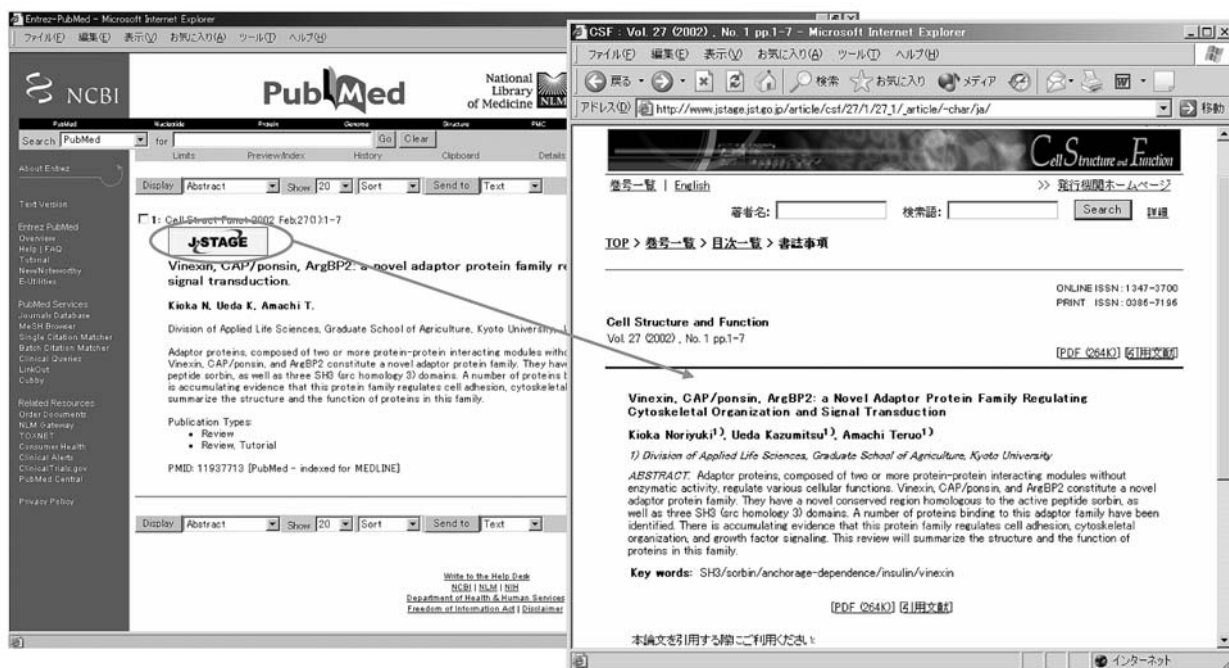 Entrez-PubMed - Microsoft Internet Explorer
ファイル(F) 編集(E) 表示(V) お気に入り(A) ツール(T) ヘルプ(H)
NCBI
PubMed
National
Library
of Medicine NLM
PubMed Nucleotide Protein Genome Structure PMC
Search PubMed for Go Clear
Limits Preview/Index History Clipboard Details
About Entrez
Text Version
Entrez PubMed
Overview
Help | FAQ
Tutorial
New/Noteworthy
E-Utilities
PubMed Services
Journals Database
MeSH Browser
Single Citation Matcher
Batch Citation Matcher
Clinical Queries
LinkOut
Cubby
Related Resources
Order Documents
NLM Gateway
TOXNET
Consumer Health
Clinical Alerts
ClinicalTrials.gov
PubMed Central
Privacy Policy
Display Abstract Show 20 Sort Send to Text
1: Cell Struct Funct 2002 Feb;27(1):1-7
J-STAGE
Vinexin, CAP/ponsin, ArgBP2: a novel adaptor protein family re
signal transduction.
Kioka N, Ueda K, Amachi T.
Division of Applied Life Sciences, Graduate School of Agriculture, Kyoto University,
Adaptor proteins, composed of two or more protein-protein interacting modules witho
Vinexin, CAP/ponsin, and ArgBP2 constitute a novel adaptor protein family. They have
peptide sorbin, as well as three SH3 (src homology 3) domains. A number of proteins b
is accumulating evidence that this protein family regulates cell adhesion, cytoskeletal
summarize the structure and the function of proteins in this family.
Publication Types:
• Review
• Review, Tutorial
PMID: 11937713 [PubMed - indexed for MEDLINE]
Display Abstract Show 20 Sort Send to Text
Write to the Help Desk
NCBI | NLM | NIH
Department of Health & Human Services
Freedom of Information Act | Disclaimer
CSF : Vol. 27 (2002) , No. 1 pp.1-7 - Microsoft Internet Explorer
ファイル(F) 編集(E) 表示(V) お気に入り(A) ツール(T) ヘルプ(H)
戻る 検索 お気に入り メディア
アドレス(D) http://www.jstage.jst.go.jp/article/csf/27/1/27_1/_article/-char/ja/ 移動
Cell Structure and Function
巻号一覧 | English >> 発行機関ホームページ
著者名: 検索語: Search 詳細
TOP > 巻号一覧 > 目次一覧 > 書誌事項
ONLINE ISSN : 1347-3700
PRINT ISSN : 0386-7196
Cell Structure and Function
Vol. 27 (2002) , No. 1 pp.1-7
[PDF (264K)] [引用文献]
Vinexin, CAP/ponsin, ArgBP2: a Novel Adaptor Protein Family Regulating
Cytoskeletal Organization and Signal Transduction
Kioka Noriyuki1), Ueda Kazumitsu1), Amachi Teruo1)
1) Division of Applied Life Sciences, Graduate School of Agriculture, Kyoto University
ABSTRACT. Adaptor proteins, composed of two or more protein-protein interacting modules without
enzymatic activity, regulate various cellular functions. Vinexin, CAP/ponsin, and ArgBP2 constitute a novel
adaptor protein family. They have a novel conserved region homologous to the active peptide sorbin, as
well as three SH3 (src homology 3) domains. A number of proteins binding to this adaptor family have been
identified. There is accumulating evidence that this protein family regulates cell adhesion, cytoskeletal
organization, and growth factor signaling. This review will summarize the structure and the function of
proteins in this family.
Key words: SH3/sorbin/anchorage-dependence/insulin/vinexin
[PDF (264K)] [引用文献]
本論文を引用する際にご利用ください
インターネット